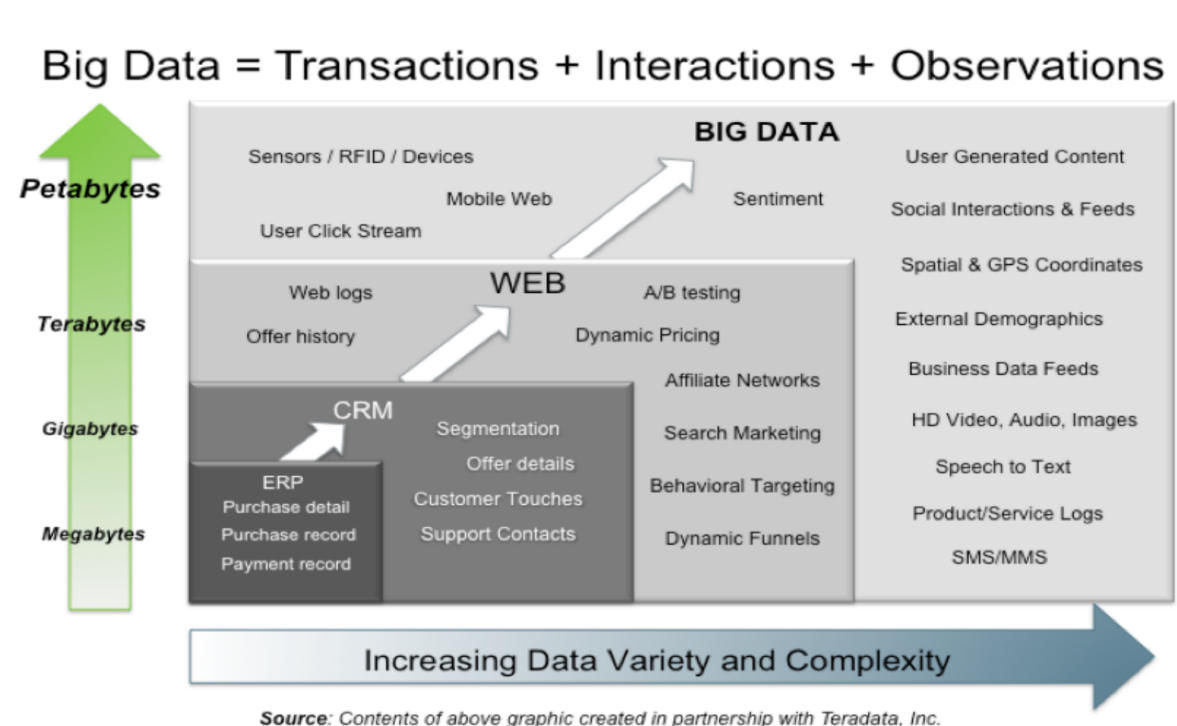 Big Data = Transactions + Interactions + Observations
BIG DATA
Sensors / RFID / Devices
Mobile Web
User Click Stream
Sentiment
User Generated Content
Social Interactions & Feeds
Spatial & GPS Coordinates
External Demographics
Business Data Feeds
HD Video, Audio, Images
Speech to Text
Product/Service Logs
SMS/MMS
WEB
Web logs
Offer history
A/B testing
Dynamic Pricing
Affiliate Networks
Search Marketing
Behavioral Targeting
Dynamic Funnels
CRM
Segmentation
Offer details
Customer Touches
Support Contacts
ERP
Purchase detail
Purchase record
Payment record
Petabytes
Terabytes
Gigabytes
Megabytes
Increasing Data Variety and Complexity
Source: Contents of above graphic created in partnership with Teradata, Inc.